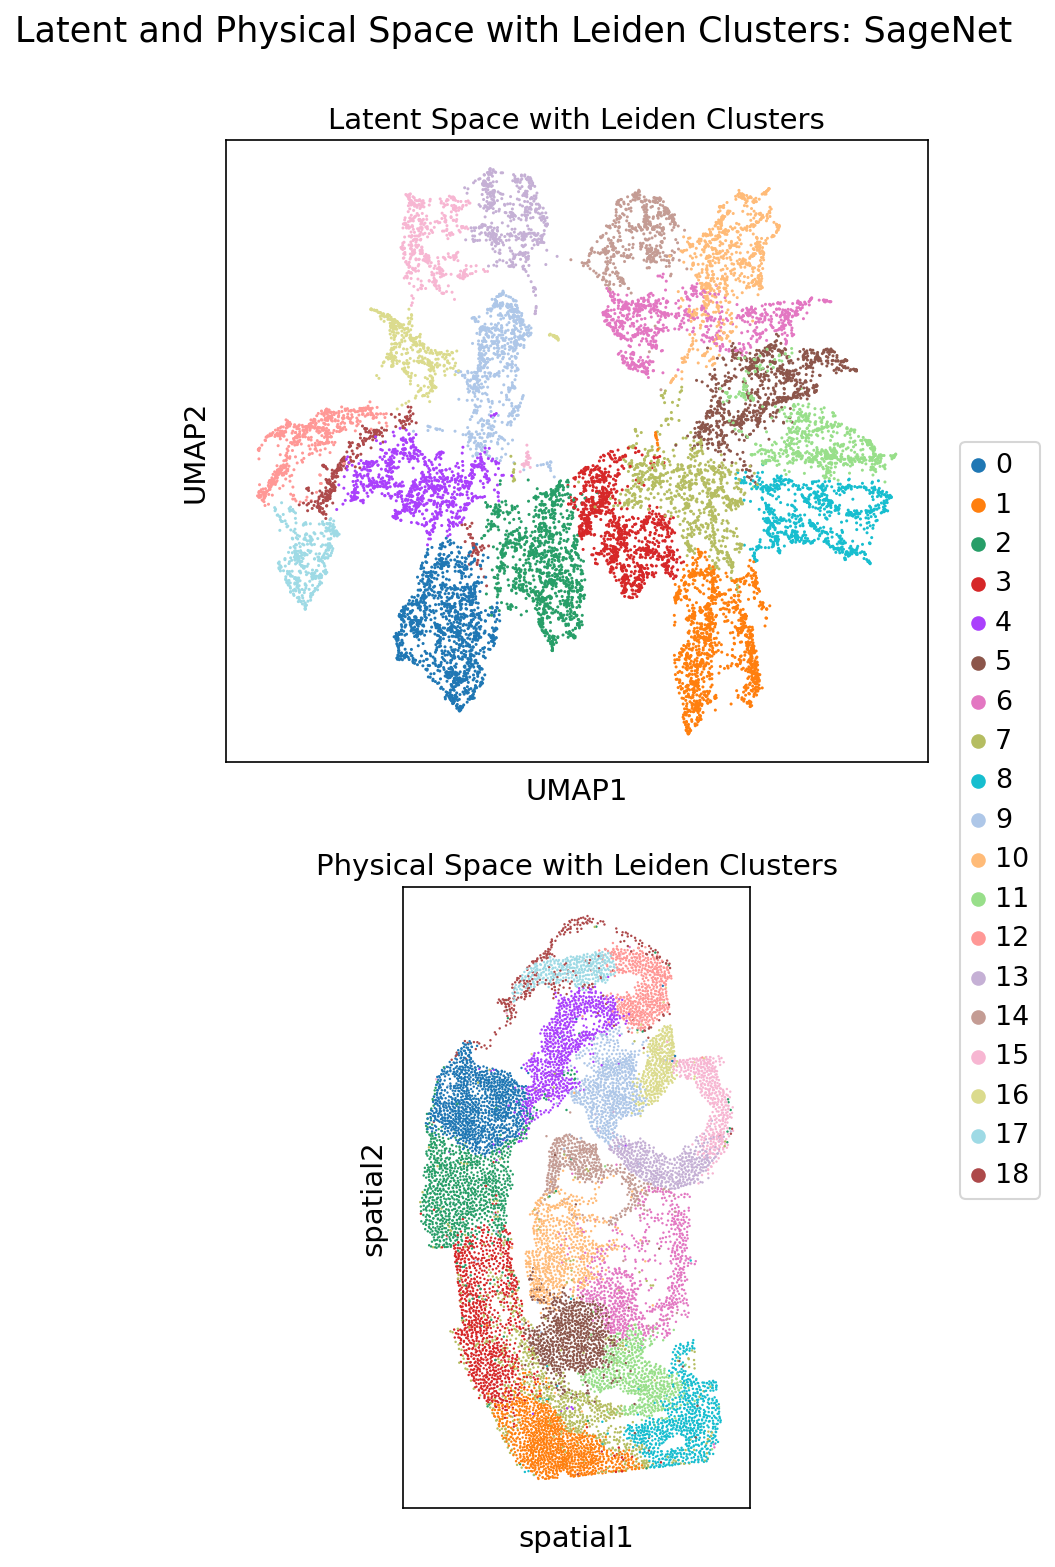 Latent and Physical Space with Leiden Clusters: SageNet
Latent Space with Leiden Clusters
UMAP2
UMAP1
0
1
2
3
4
5
6
7
8
9
10
11
12
13
14
15
16
17
18
Physical Space with Leiden Clusters
spatial2
spatial1